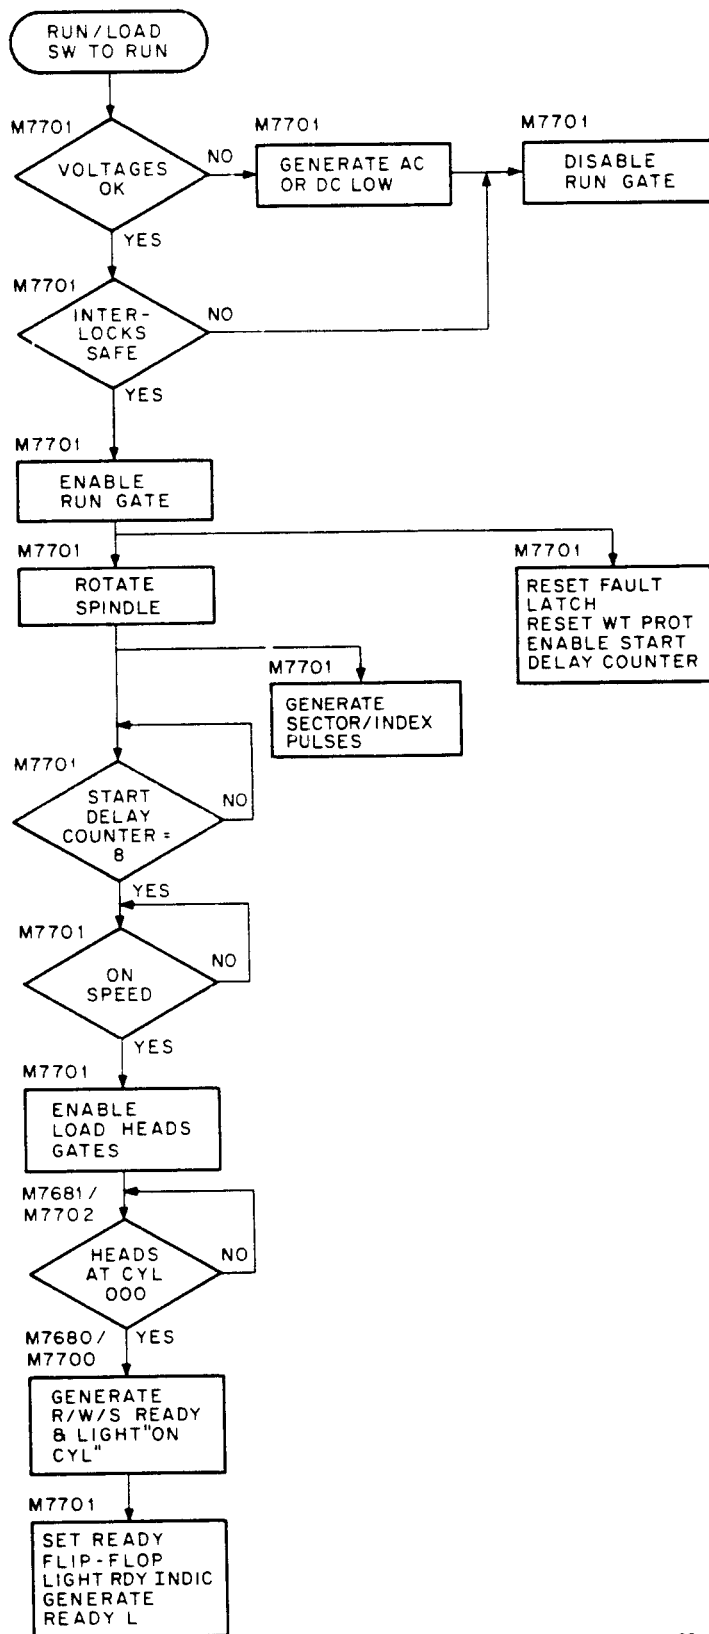 RUN/LOAD
SW TO RUN
M7701
VOLTAGES
OK
NO
YES
M7701
GENERATE AC
OR DC LOW
M7701
DISABLE
RUN GATE
M7701
INTER-
LOCKS
SAFE
NO
YES
M7701
ENABLE
RUN GATE
M7701
ROTATE
SPINDLE
M7701
RESET FAULT
LATCH
RESET WT PROT
ENABLE START
DELAY COUNTER
M7701
GENERATE
SECTOR/INDEX
PULSES
M7701
START
DELAY
COUNTER =
8
NO
YES
M7701
ON
SPEED
NO
YES
M7701
ENABLE
LOAD HEADS
GATES
M7681/
M7702
HEADS
AT CYL
000
NO
YES
M7680/
M7700
GENERATE
R/W/S READY
& LIGHT "ON
CYL"
M7701
SET READY
FLIP-FLOP
LIGHT RDY INDIC
GENERATE
READY L